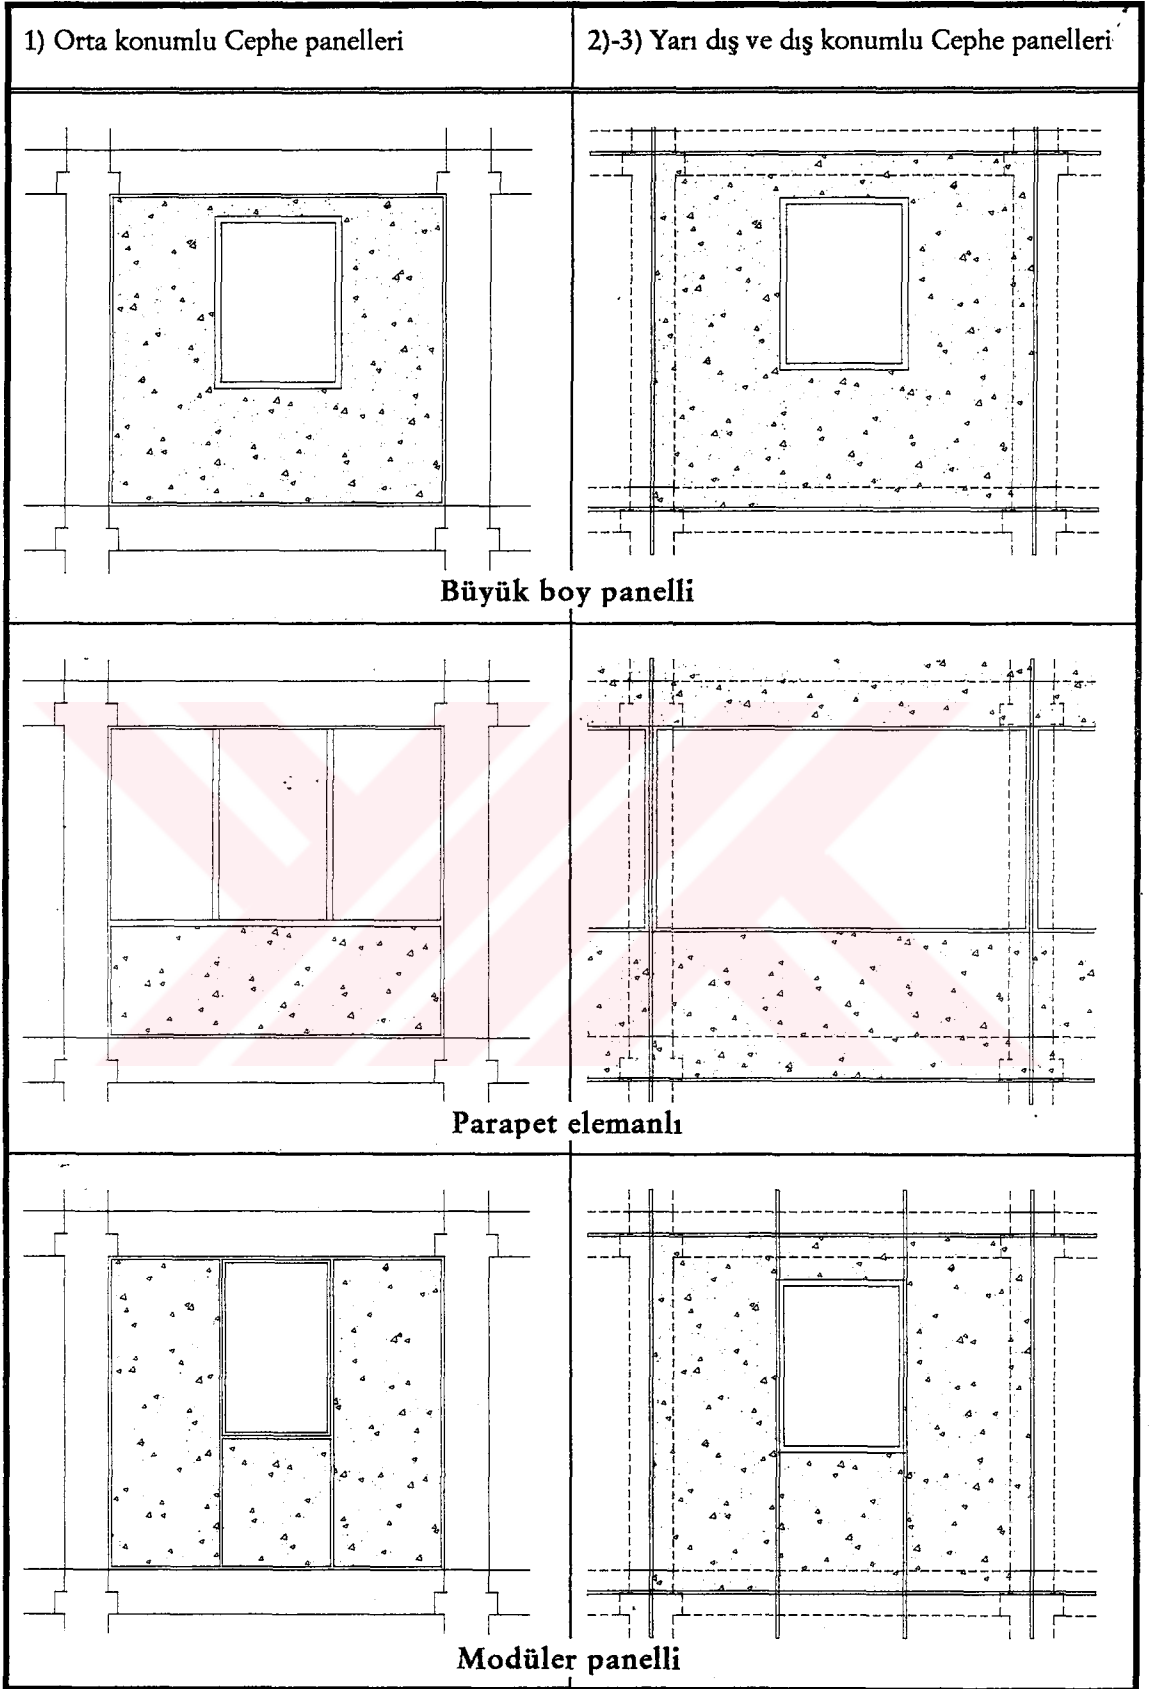 1) Orta konumlu Cephe panelleri
2)-3) Yarı dış ve dış konumlu Cephe panelleri
Büyük boy panelli
Parapet elemanlı
Modüler panelli